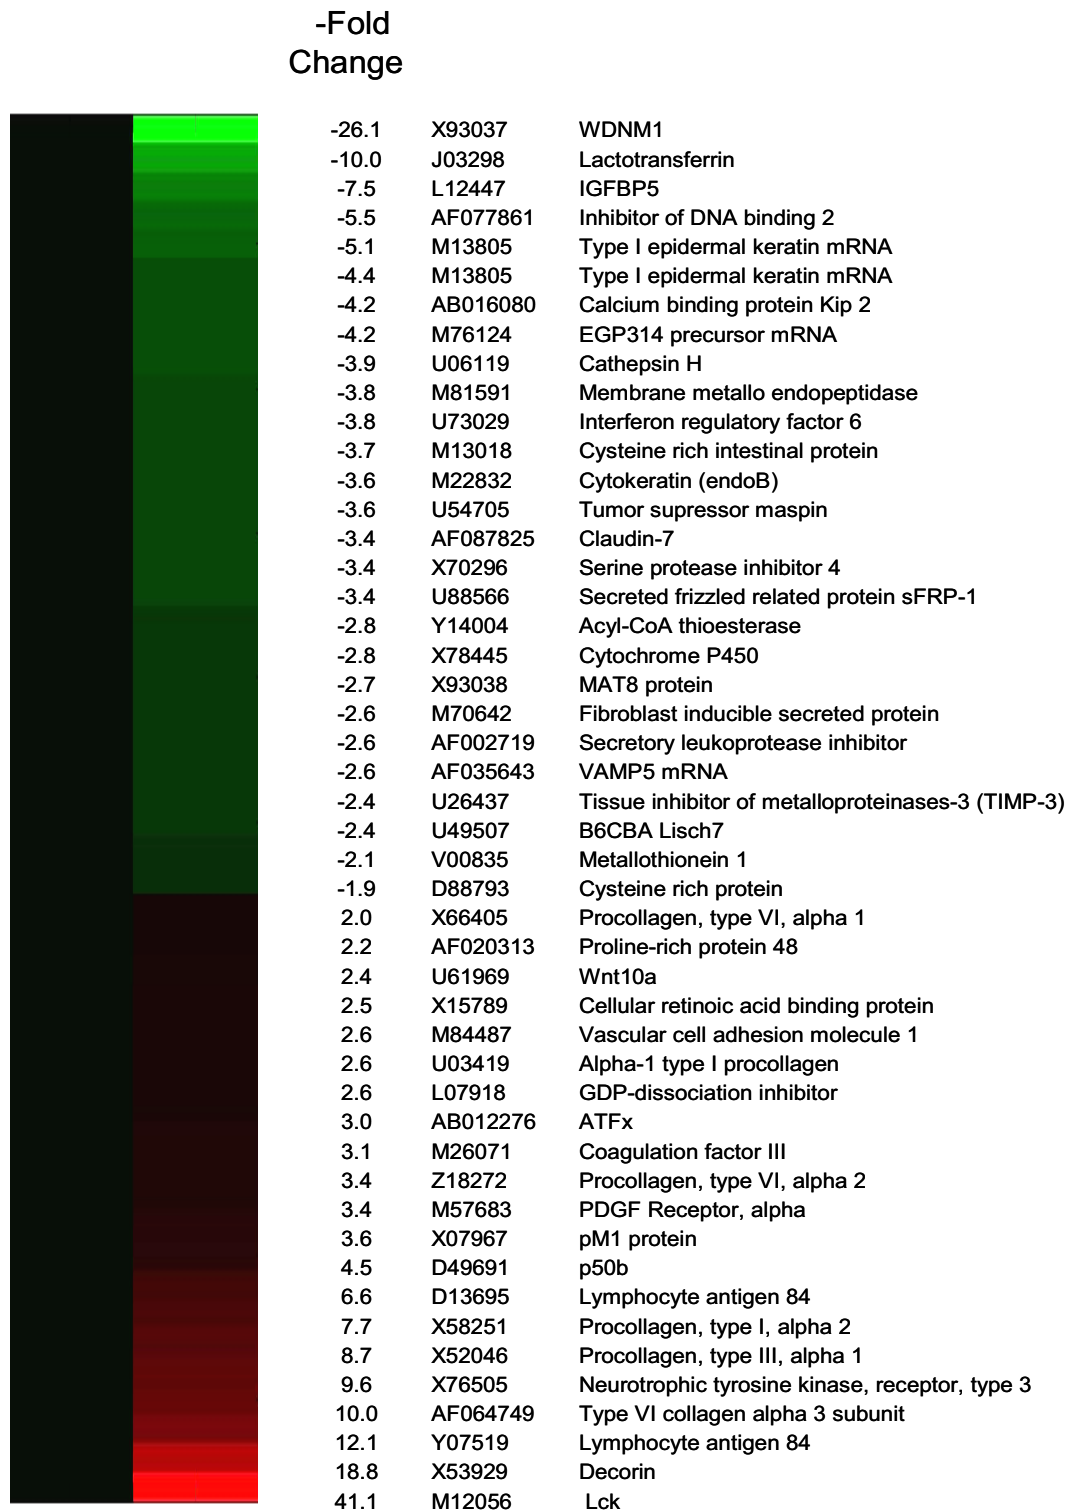 -Fold
Change
-26.1 X93037 WDNM1
-10.0 J03298 Lactotransferrin
-7.5 L12447 IGFBP5
-5.5 AF077861 Inhibitor of DNA binding 2
-5.1 M13805 Type I epidermal keratin mRNA
-4.4 M13805 Type I epidermal keratin mRNA
-4.2 AB016080 Calcium binding protein Kip 2
-4.2 M76124 EGP314 precursor mRNA
-3.9 U06119 Cathepsin H
-3.8 M81591 Membrane metallo endopeptidase
-3.8 U73029 Interferon regulatory factor 6
-3.7 M13018 Cysteine rich intestinal protein
-3.6 M22832 Cytokeratin (endoB)
-3.6 U54705 Tumor supressor maspin
-3.4 AF087825 Claudin-7
-3.4 X70296 Serine protease inhibitor 4
-3.4 U88566 Secreted frizzled related protein sFRP-1
-2.8 Y14004 Acyl-CoA thioesterase
-2.8 X78445 Cytochrome P450
-2.7 X93038 MAT8 protein
-2.6 M70642 Fibroblast inducible secreted protein
-2.6 AF002719 Secretory leukoprotease inhibitor
-2.6 AF035643 VAMP5 mRNA
-2.4 U26437 Tissue inhibitor of metalloproteinases-3 (TIMP-3)
-2.4 U49507 B6CBA Lisch7
-2.1 V00835 Metallothionein 1
-1.9 D88793 Cysteine rich protein
2.0 X66405 Procollagen, type VI, alpha 1
2.2 AF020313 Proline-rich protein 48
2.4 U61969 Wnt10a
2.5 X15789 Cellular retinoic acid binding protein
2.6 M84487 Vascular cell adhesion molecule 1
2.6 U03419 Alpha-1 type I procollagen
2.6 L07918 GDP-dissociation inhibitor
3.0 AB012276 ATFx
3.1 M26071 Coagulation factor III
3.4 Z18272 Procollagen, type VI, alpha 2
3.4 M57683 PDGF Receptor, alpha
3.6 X07967 pM1 protein
4.5 D49691 p50b
6.6 D13695 Lymphocyte antigen 84
7.7 X58251 Procollagen, type I, alpha 2
8.7 X52046 Procollagen, type III, alpha 1
9.6 X76505 Neurotrophic tyrosine kinase, receptor, type 3
10.0 AF064749 Type VI collagen alpha 3 subunit
12.1 Y07519 Lymphocyte antigen 84
18.8 X53929 Decorin
41.1 M12056 Lck